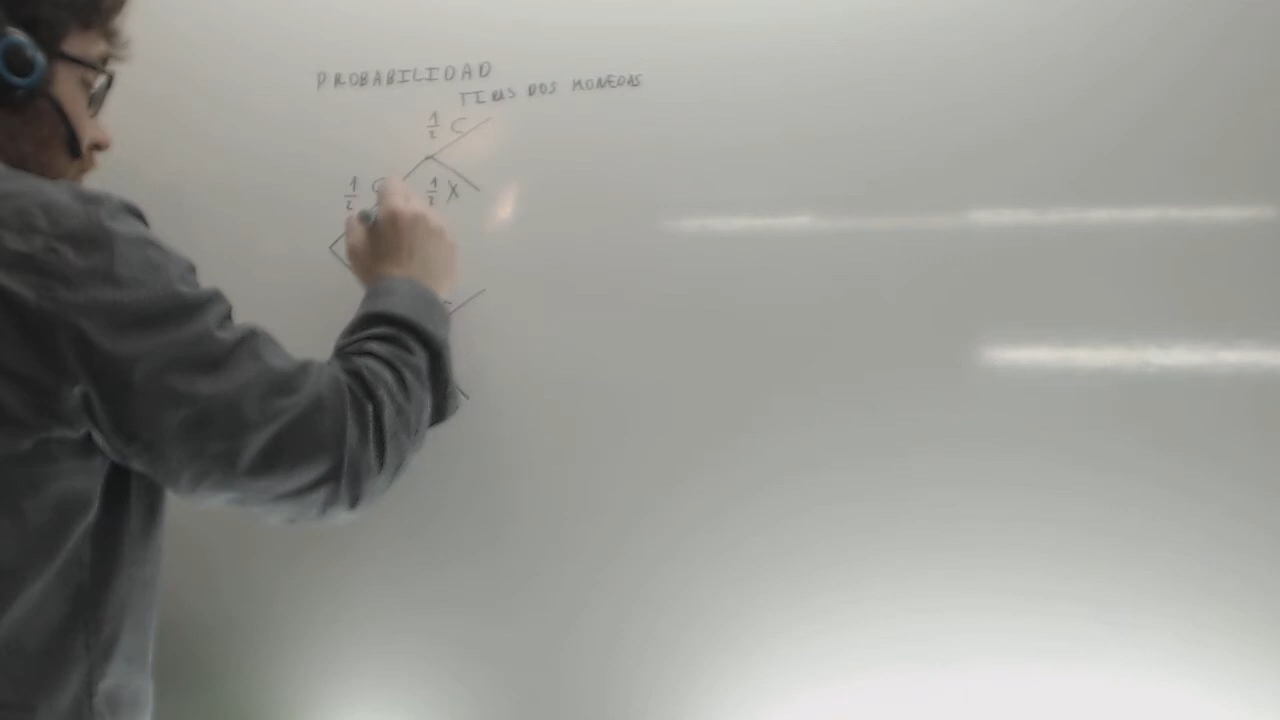 PROBABILIDAD
TIRAS DOS MONEDAS
1/2 C
1/2 C
1/2 X